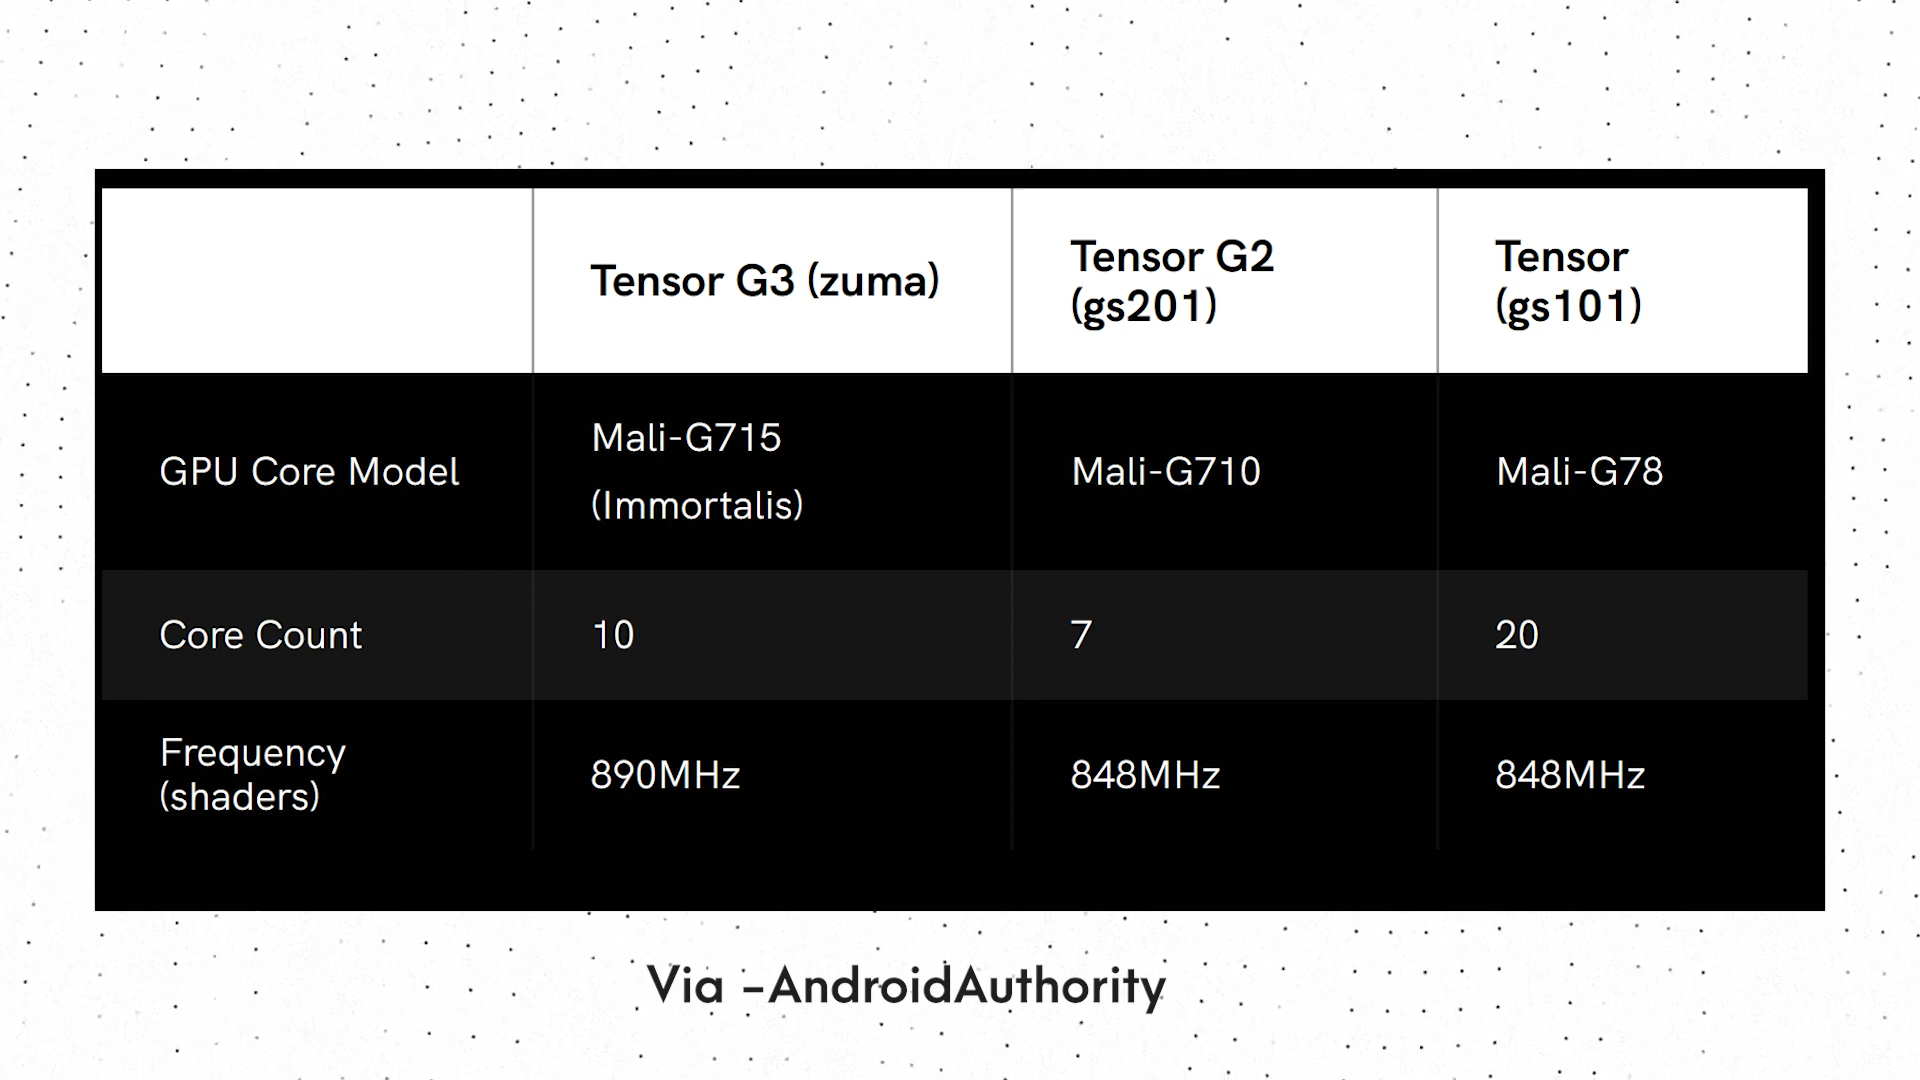 Tensor G3 (zuma)
Tensor G2
(gs201)
Tensor
(gs101)
GPU Core Model
Mali-G715
(Immortalis)
Mali-G710
Mali-G78
Core Count
10
7
20
Frequency
(shaders)
890MHz
848MHz
848MHz
Via -AndroidAuthority